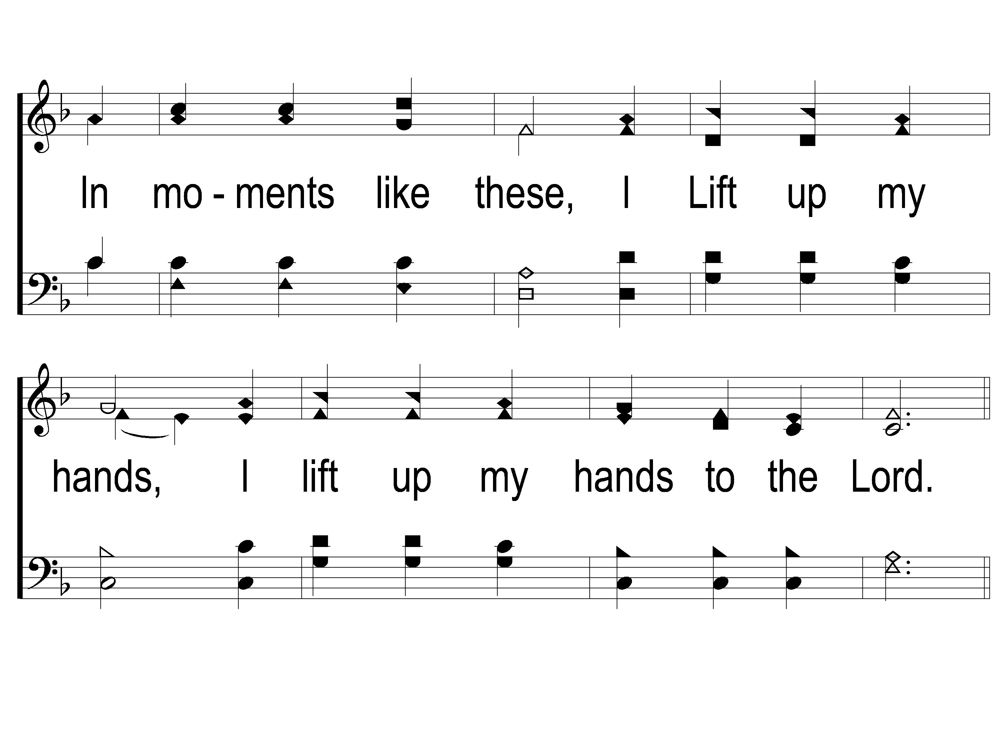 In mo - ments like these, I Lift up my
hands, I lift up my hands to the Lord.